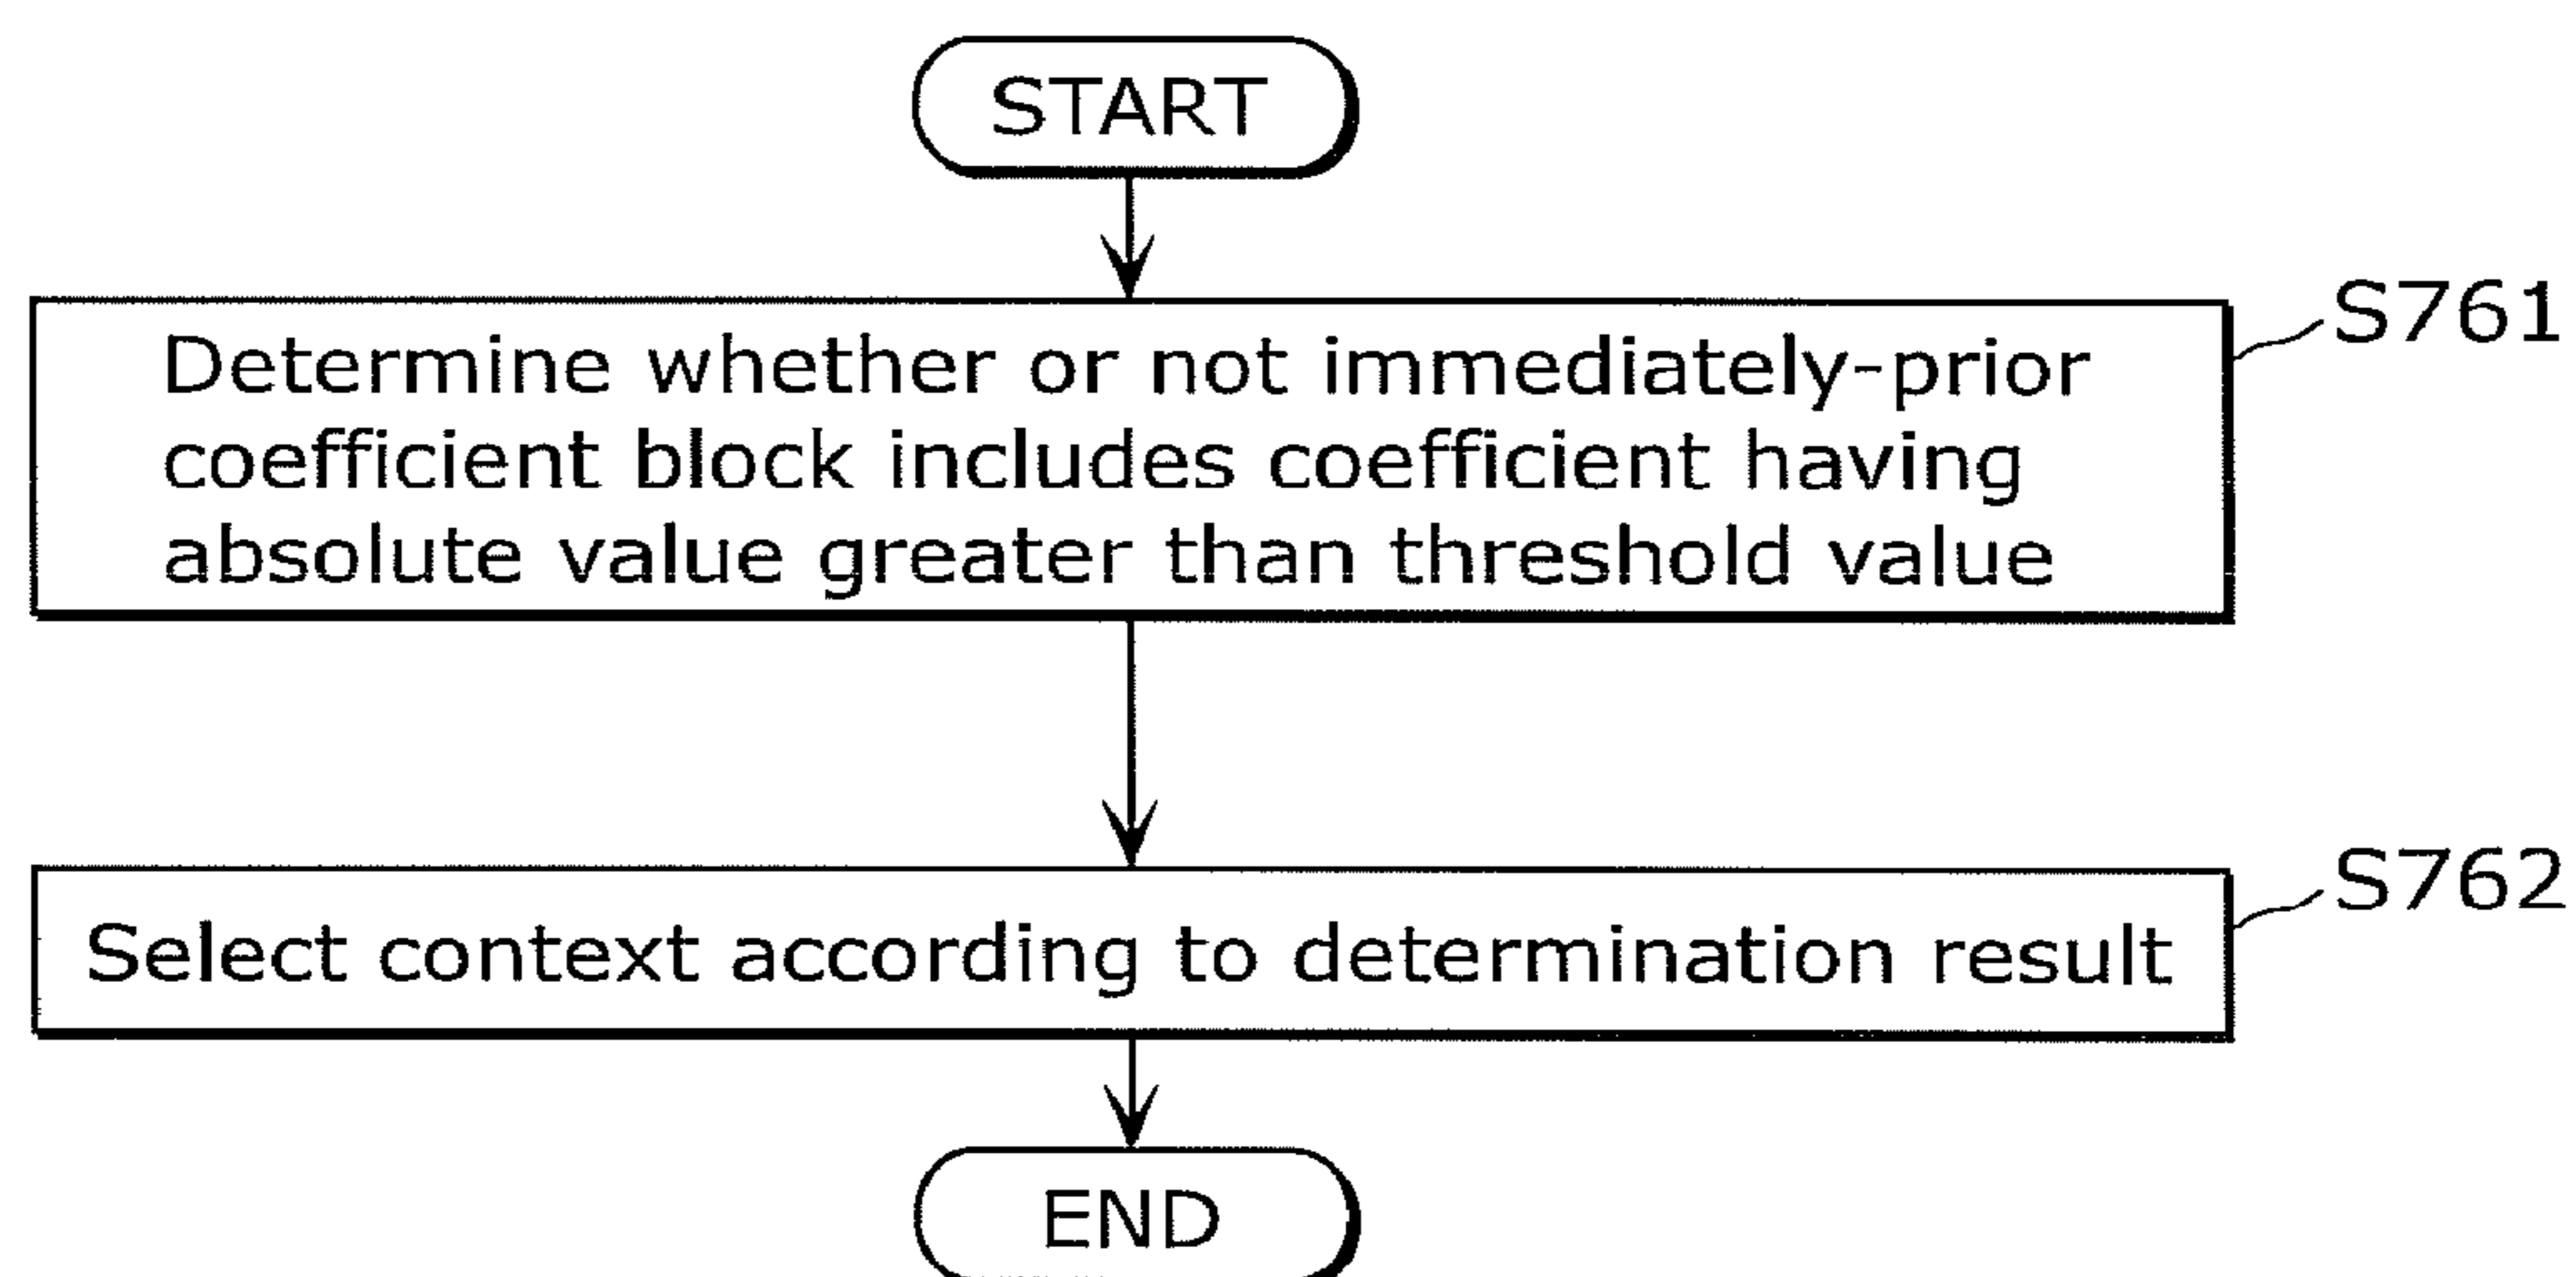 START
S761
Determine whether or not immediately-prior
coefficient block includes coefficient having
absolute value greater than threshold value
S762
Select context according to determination result
END